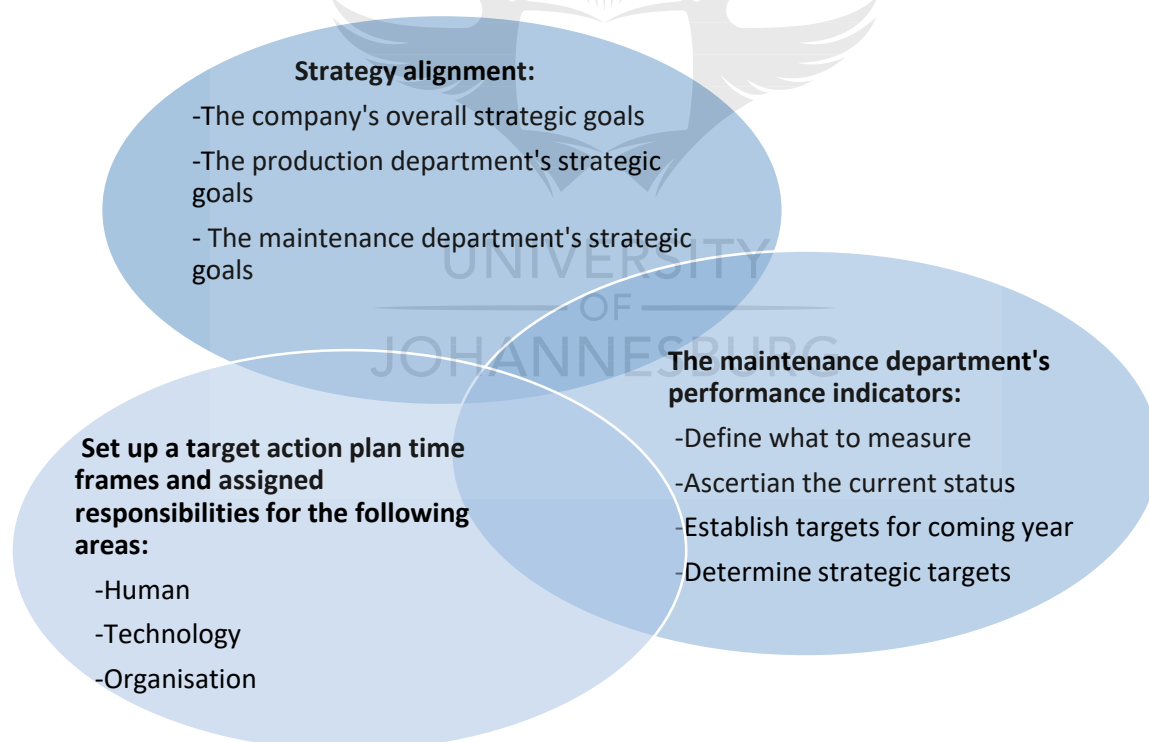 Strategy alignment:
-The company's overall strategic goals
-The production department's strategic
goals
- The maintenance department's strategic
goals
UNIVERSITY
OF
JOHANNESBURG
The maintenance department's
performance indicators:
-Define what to measure
-Ascertian the current status
-Establish targets for coming year
-Determine strategic targets
Set up a target action plan time
frames and assigned
responsibilities for the following
areas:
-Human
-Technology
-Organisation